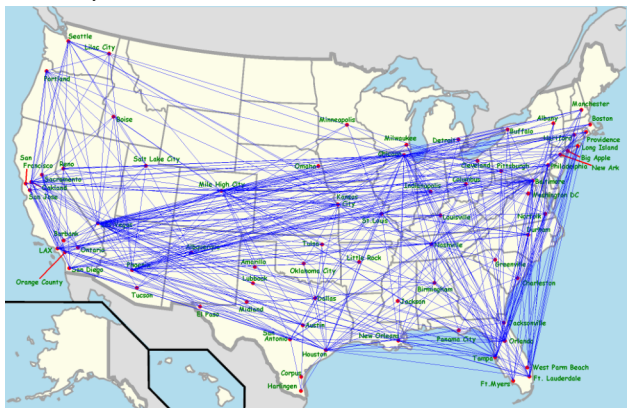 Seattle
Lilac City
Portland
Boise
Minneapolis
Milwaukee
Detroit
Buffalo
Albany
Manchester
Boston
Hartford
Providence
Long Island
Big Apple
New Ark
Philadelphia
Baltimore
Washington DC
Cleveland
Pittsburgh
Chicago
San
Francisco
Reno
Sacramento
Oakland
San Jose
Salt Lake City
Omaha
Mile High City
Kansas
City
Indianapolis
Columbus
St Louis
Louisville
Norfolk
Durham
Vegas
Burbank
LAX
Ontario
Orange County
San Diego
Phoenix
Tucson
Albuquerque
Amarillo
Lubbock
Tulsa
Oklahoma City
Little Rock
Nashville
Greenville
Charleston
Birmingham
Jackson
Dallas
Midland
El Paso
Austin
San
Antonio
Houston
New Orleans
Panama City
Jacksonville
Orlando
Tampa
West Parm Beach
Ft. Lauderdale
Ft.Myers
Corpus
Harlingen